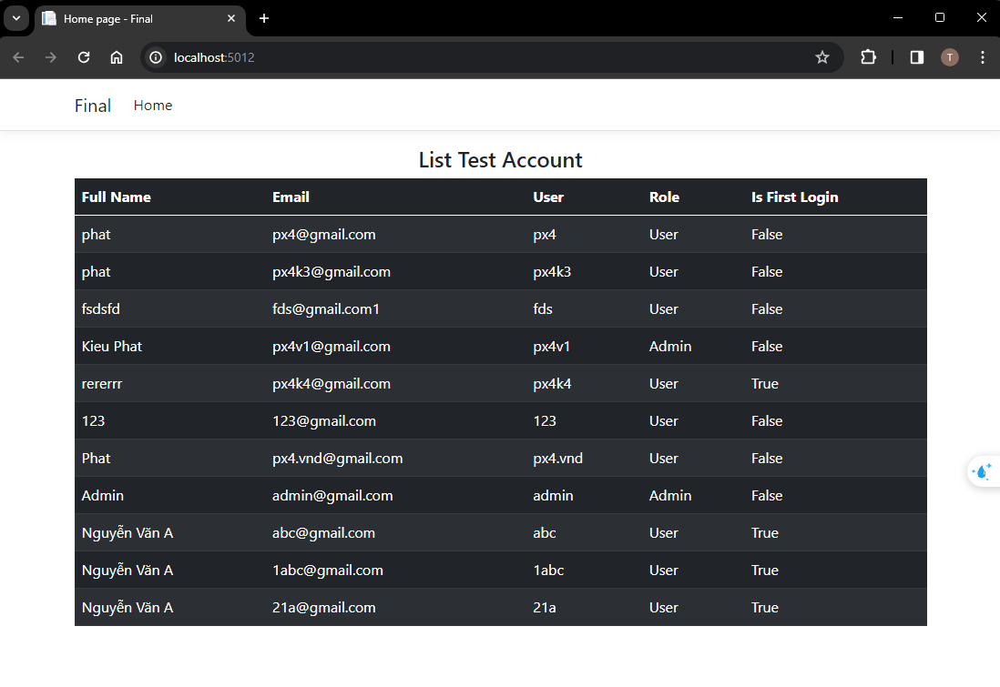 Home page - Final
localhost:5012
T
Final Home
List Test Account
Full Name Email User Role Is First Login
phat px4@gmail.com px4 User False
phat px4k3@gmail.com px4k3 User False
fsdsfd fds@gmail.com1 fds User False
Kieu Phat px4v1@gmail.com px4v1 Admin False
rererrr px4k4@gmail.com px4k4 User True
123 123@gmail.com 123 User False
Phat px4.vnd@gmail.com px4.vnd User False
Admin admin@gmail.com admin Admin False
Nguyễn Văn A abc@gmail.com abc User True
Nguyễn Văn A 1abc@gmail.com 1abc User True
Nguyễn Văn A 21a@gmail.com 21a User True